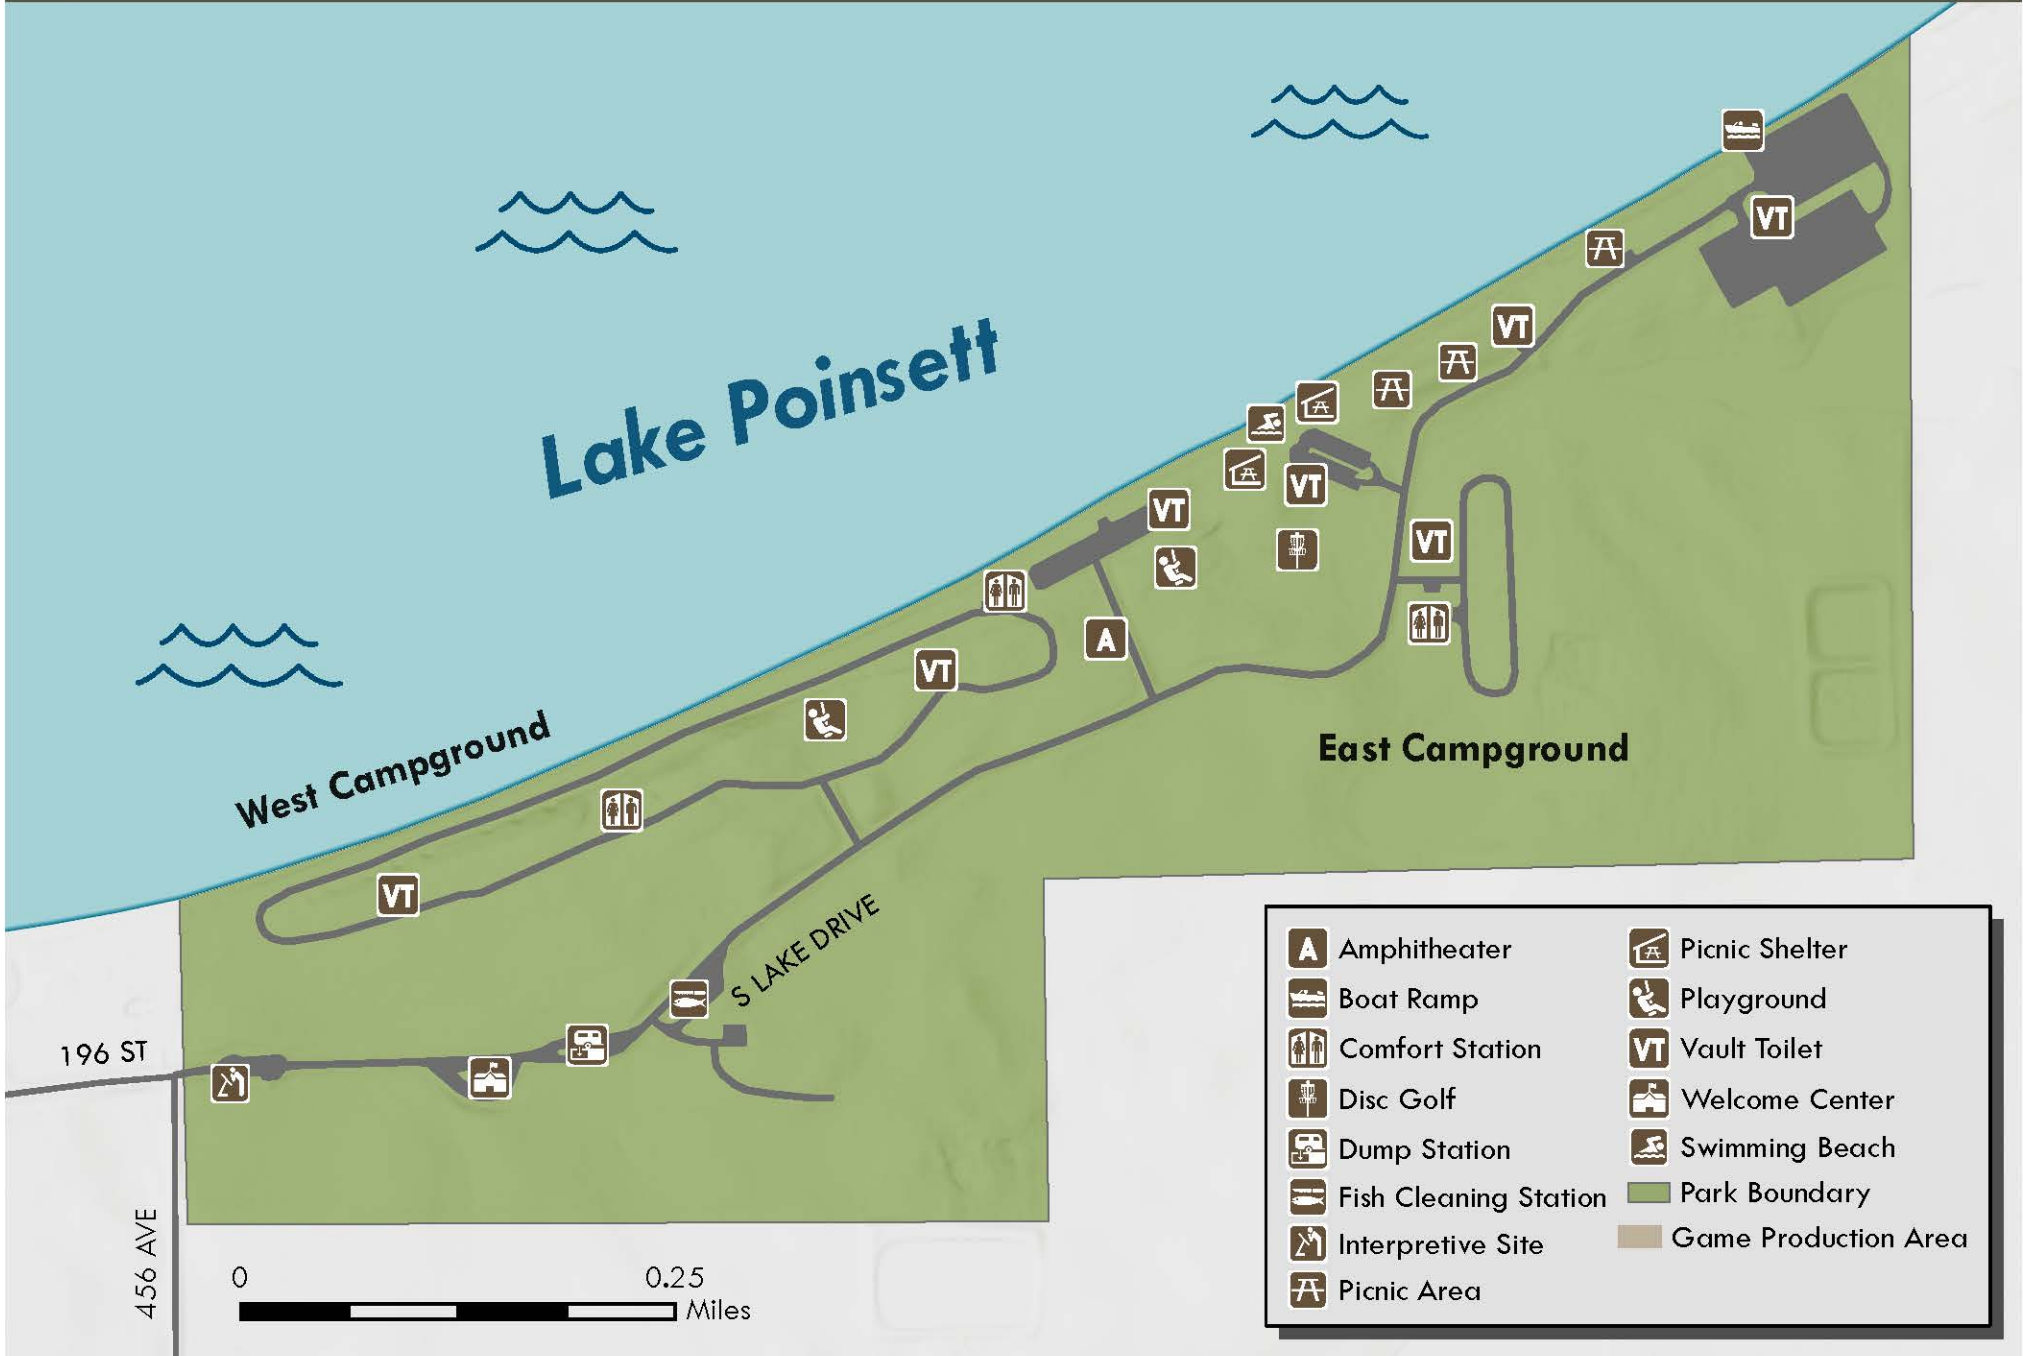 Lake Poinsett
West Campground
East Campground
VT
VT
VT
VT
VT
VT
A
VT
VT
S LAKE DRIVE
196 ST
456 AVE
0 0.25
Miles
A Amphitheater
Boat Ramp
Comfort Station
Disc Golf
Dump Station
Fish Cleaning Station
Interpretive Site
Picnic Area
Picnic Shelter
Playground
VT Vault Toilet
Welcome Center
Swimming Beach
Park Boundary
Game Production Area